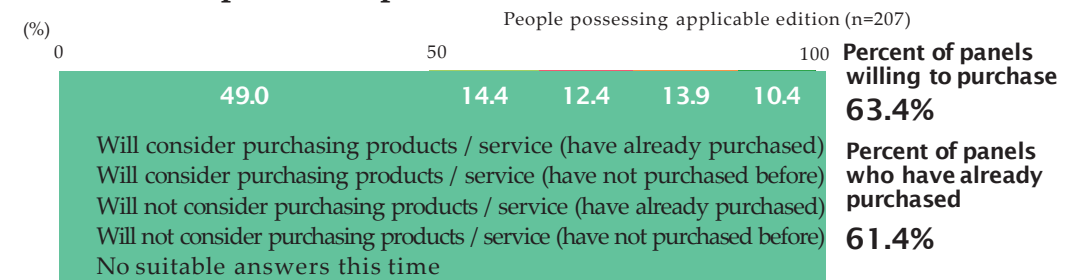 People possessing applicable edition (n=207)
(%)
0 50 100
49.0 14.4 12.4 13.9 10.4
Will consider purchasing products / service (have already purchased)
Will consider purchasing products / service (have not purchased before)
Will not consider purchasing products / service (have already purchased)
Will not consider purchasing products / service (have not purchased before)
No suitable answers this time
Percent of panels
willing to purchase
63.4%
Percent of panels
who have already
purchased
61.4%